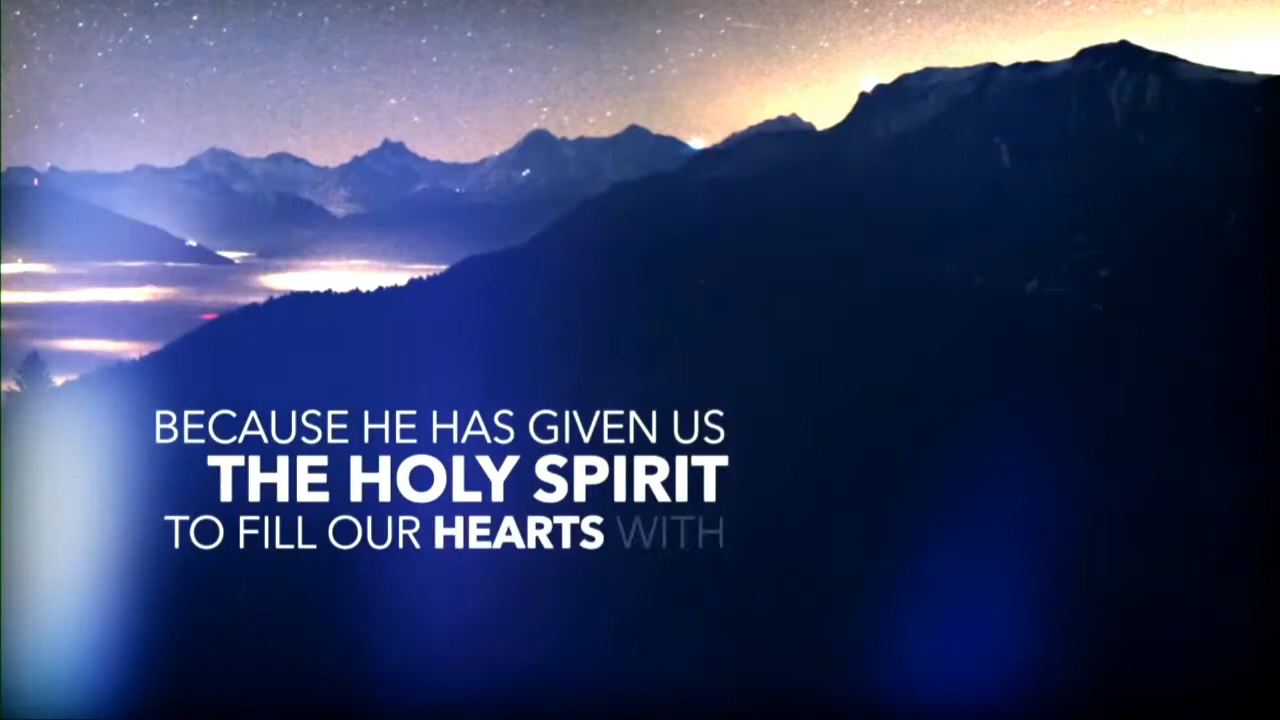 BECAUSE HE HAS GIVEN US
THE HOLY SPIRIT
TO FILL OUR HEARTS WITH